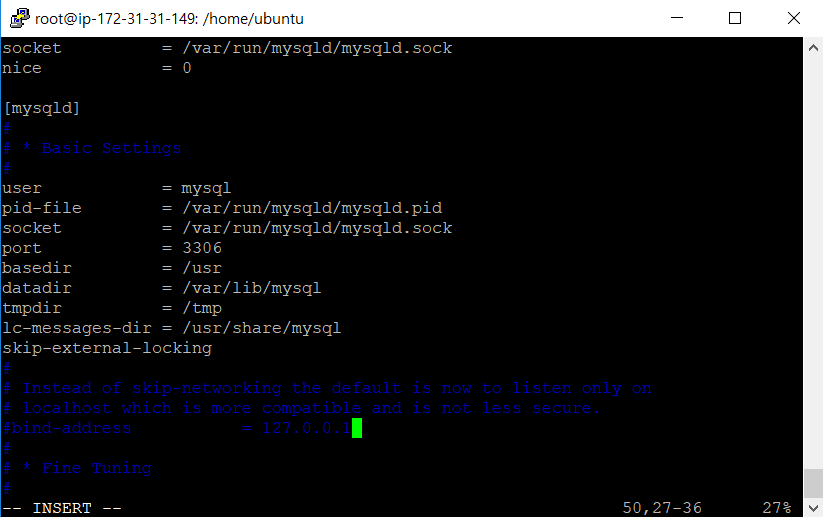 root@ip-172-31-31-149: /home/ubuntu
socket          = /var/run/mysqld/mysqld.sock
nice            = 0
[mysqld]
#
# * Basic Settings
#
user            = mysql
pid-file        = /var/run/mysqld/mysqld.pid
socket          = /var/run/mysqld/mysqld.sock
port            = 3306
basedir         = /usr
datadir         = /var/lib/mysql
tmpdir          = /tmp
lc-messages-dir = /usr/share/mysql
skip-external-locking
#
# Instead of skip-networking the default is now to listen only on
# localhost which is more compatible and is not less secure.
#bind-address           = 127.0.0.1
#
# * Fine Tuning
#
-- INSERT --                                                  50,27-36      27%